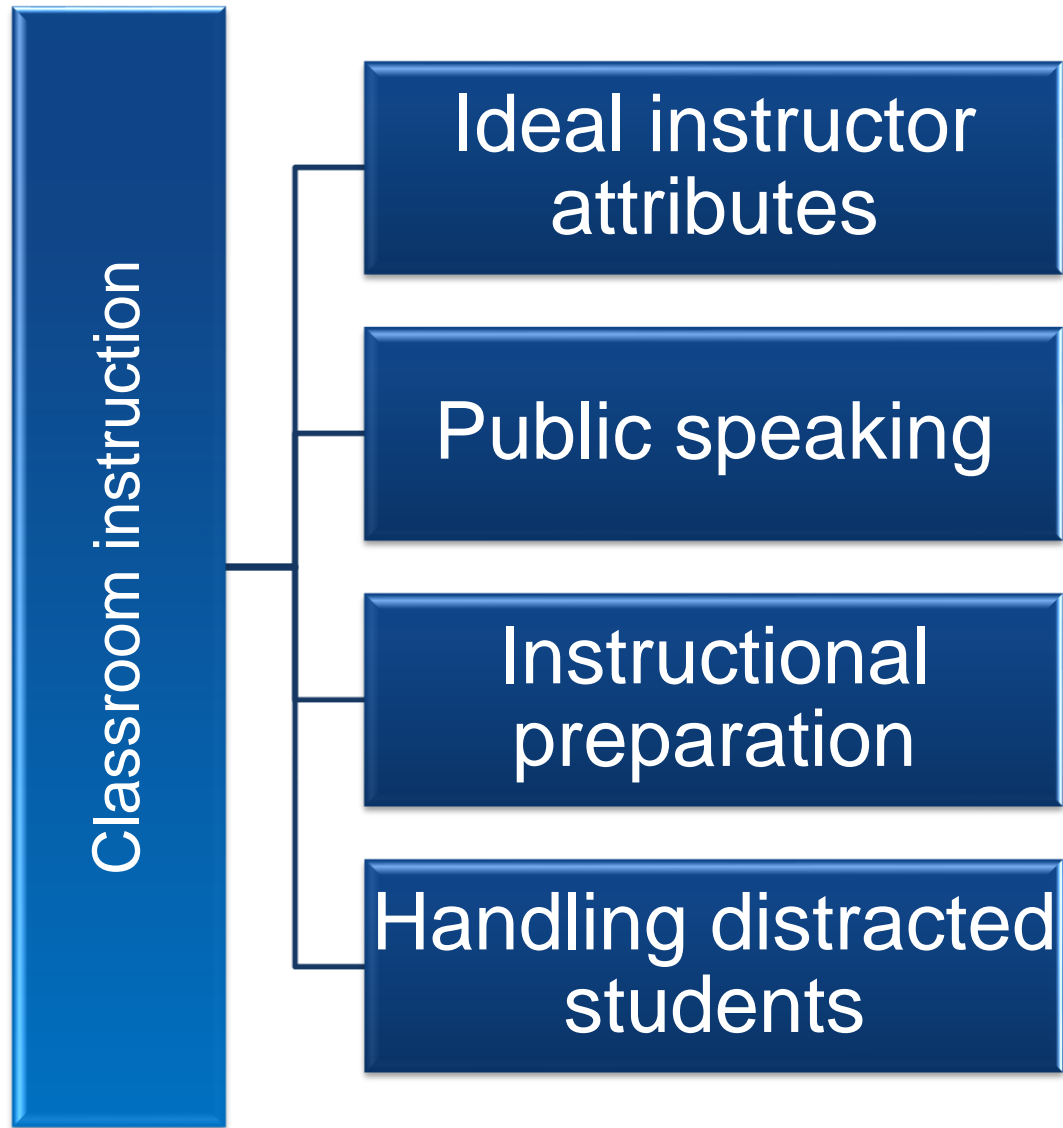 Classroom instruction
Ideal instructor
attributes
Public speaking
Instructional
preparation
Handling distracted
students